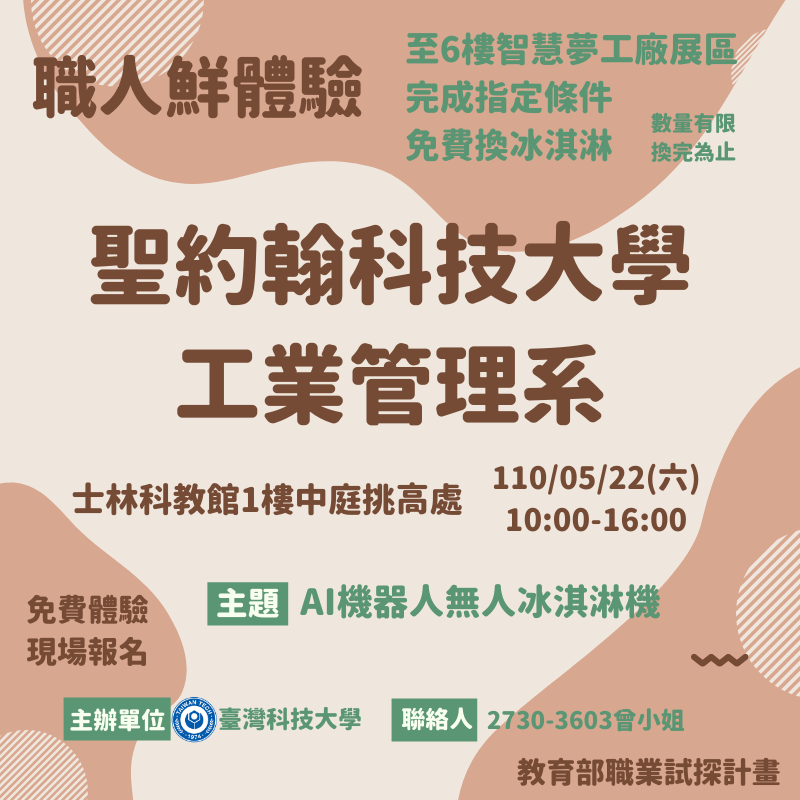 職人鮮體驗
至6樓智慧夢工廠展區
完成指定條件
免費換冰淇淋
數量有限
換完為止
聖約翰科技大學
工業管理系
士林科教館1樓中庭挑高處
110/05/22(六)
10:00-16:00
主題 AI機器人無人冰淇淋機
免費體驗
現場報名
主辦單位 TAIWAN TECH 1974 臺灣科技大學
聯絡人 2730-3603曾小姐
教育部職業試探計畫